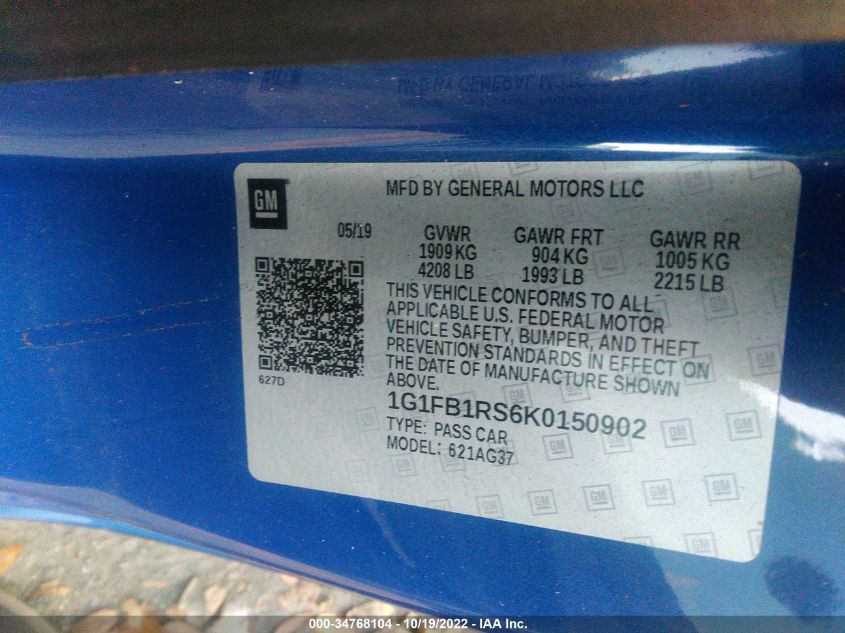 GM
MFD BY GENERAL MOTORS LLC
05/19 GVWR GAWR FRT GAWR RR
1909 KG 904 KG 1005 KG
4208 LB 1993 LB 2215 LB
THIS VEHICLE CONFORMS TO ALL
APPLICABLE U.S. FEDERAL MOTOR
VEHICLE SAFETY, BUMPER, AND THEFT
PREVENTION STANDARDS IN EFFECT ON
THE DATE OF MANUFACTURE SHOWN
ABOVE.
627D
1G1FB1RS6K0150902
TYPE: PASS CAR
MODEL: 621AG37
000-34768104 - 10/19/2022 - IAA Inc.